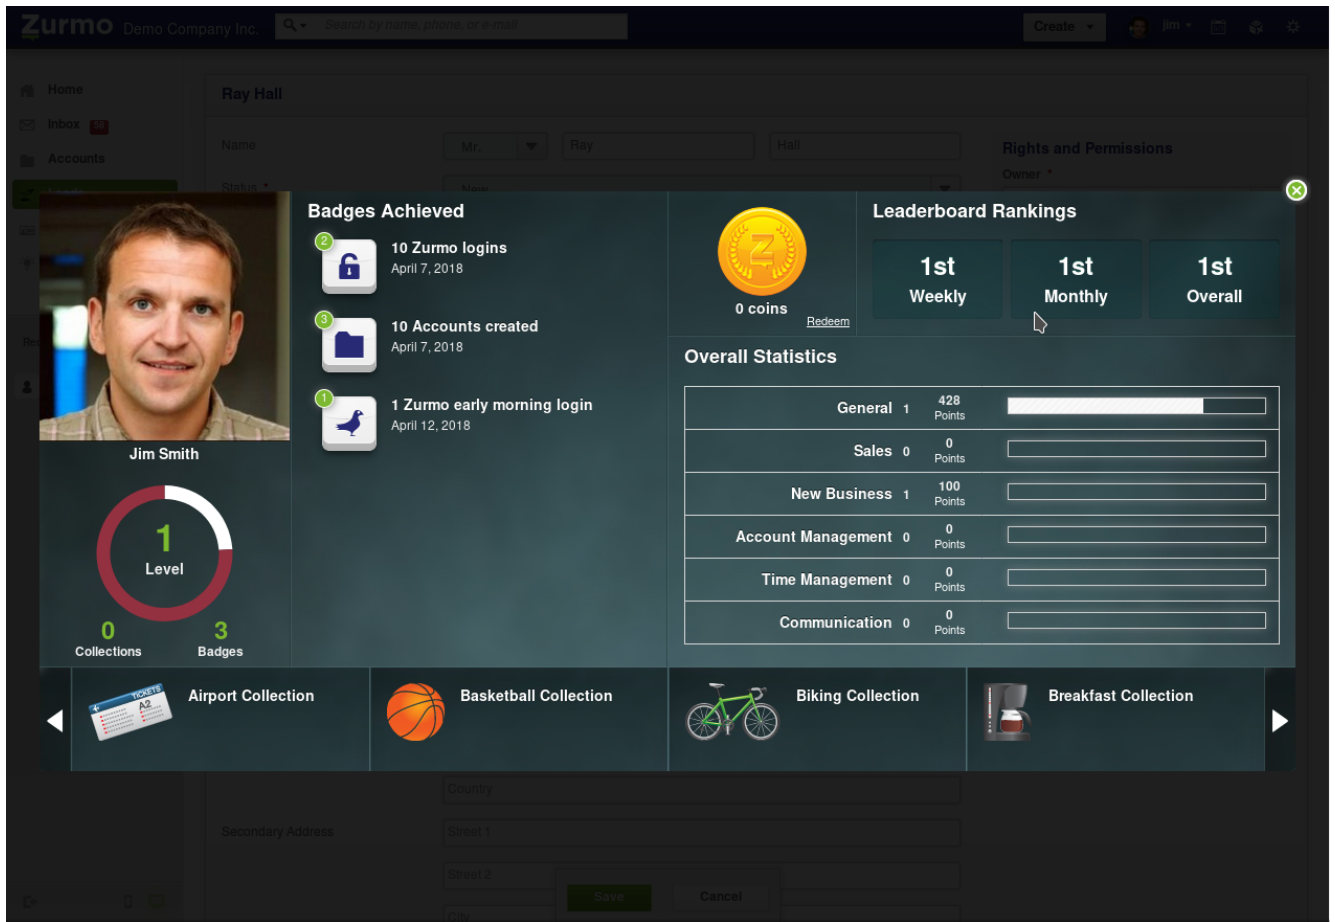 Zurmo Demo Company Inc.
Search by name, phone, or e-mail
Create
jim
Home
Inbox
Accounts
Ray Hall
Name
Mr.
Ray
Hall
Rights and Permissions
Owner *
Status *
New
Badges Achieved
2
10 Zurmo logins
April 7, 2018
3
10 Accounts created
April 7, 2018
1
1 Zurmo early morning login
April 12, 2018
Z
0 coins
Redeem
Leaderboard Rankings
1st
Weekly
1st
Monthly
1st
Overall
Jim Smith
1
Level
0
Collections
3
Badges
Overall Statistics
General 1 428
Points
Sales 0 0
Points
New Business 1 100
Points
Account Management 0 0
Points
Time Management 0 0
Points
Communication 0 0
Points
TICKETS
A2
Airport Collection
Basketball Collection
Biking Collection
Breakfast Collection
Country
Secondary Address
Street 1
Street 2
City
Save
Cancel